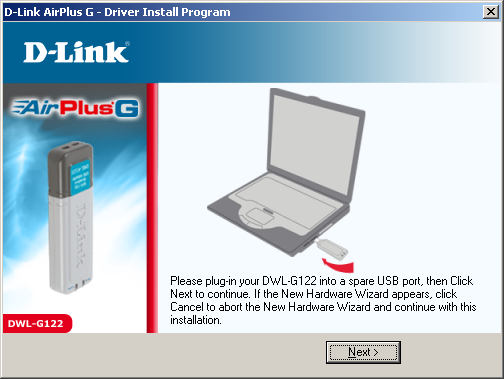 D-Link AirPlus G - Driver Install Program
D-Link
AirPlus G
D-Link
Please plug-in your DWL-G122 into a spare USB port, then Click
Next to continue. If the New Hardware Wizard appears, click
Cancel to abort the New Hardware Wizard and continue with this
installation.
DWL-G122
Next >